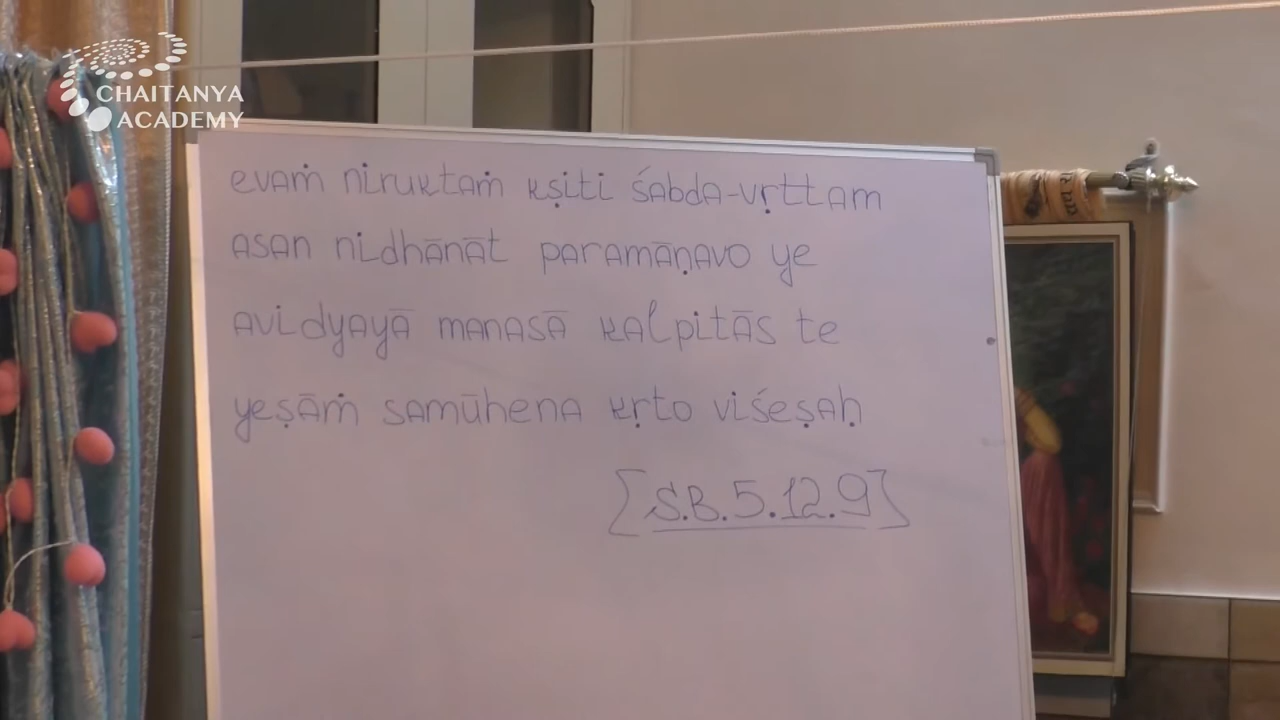 CHAITANYA
ACADEMY
evaṁ niruktaṁ kṣiti śabda-vṛttam
asan nidhānāt paramāṇavo ye
avidyayā manasā kalpitās te
yeṣāṁ samūhena kṛto viśeṣaḥ
[S.B.5.12.9]